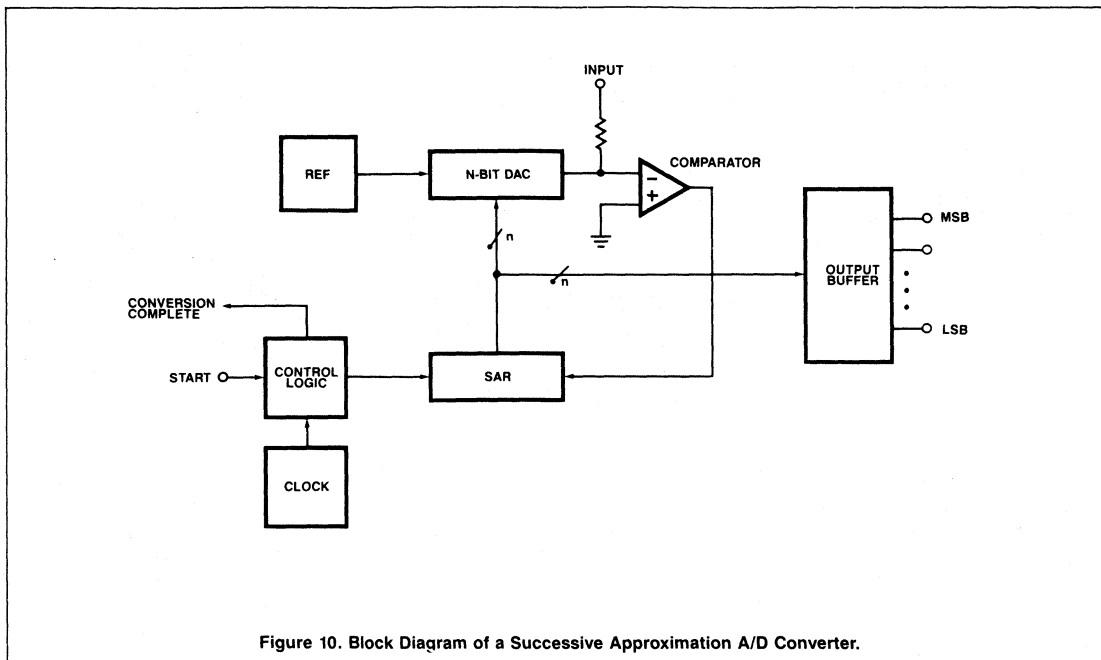 INPUT
COMPARATOR
REF
N-BIT DAC
−
+
n
n
MSB
OUTPUT
BUFFER
LSB
CONVERSION
COMPLETE
START
CONTROL
LOGIC
SAR
CLOCK
Figure 10. Block Diagram of a Successive Approximation A/D Converter.